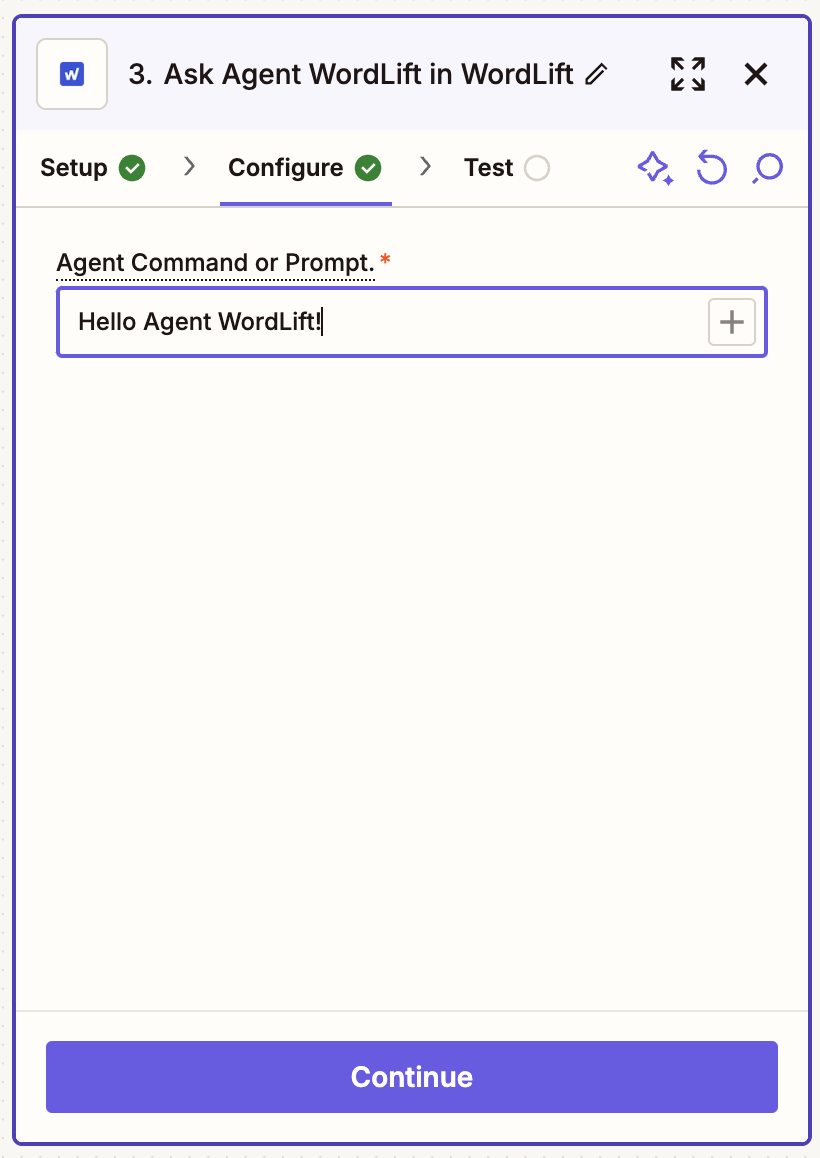 3. Ask Agent WordLift in WordLift
Setup
Configure
Test
Agent Command or Prompt. *
Hello Agent WordLift!
Continue